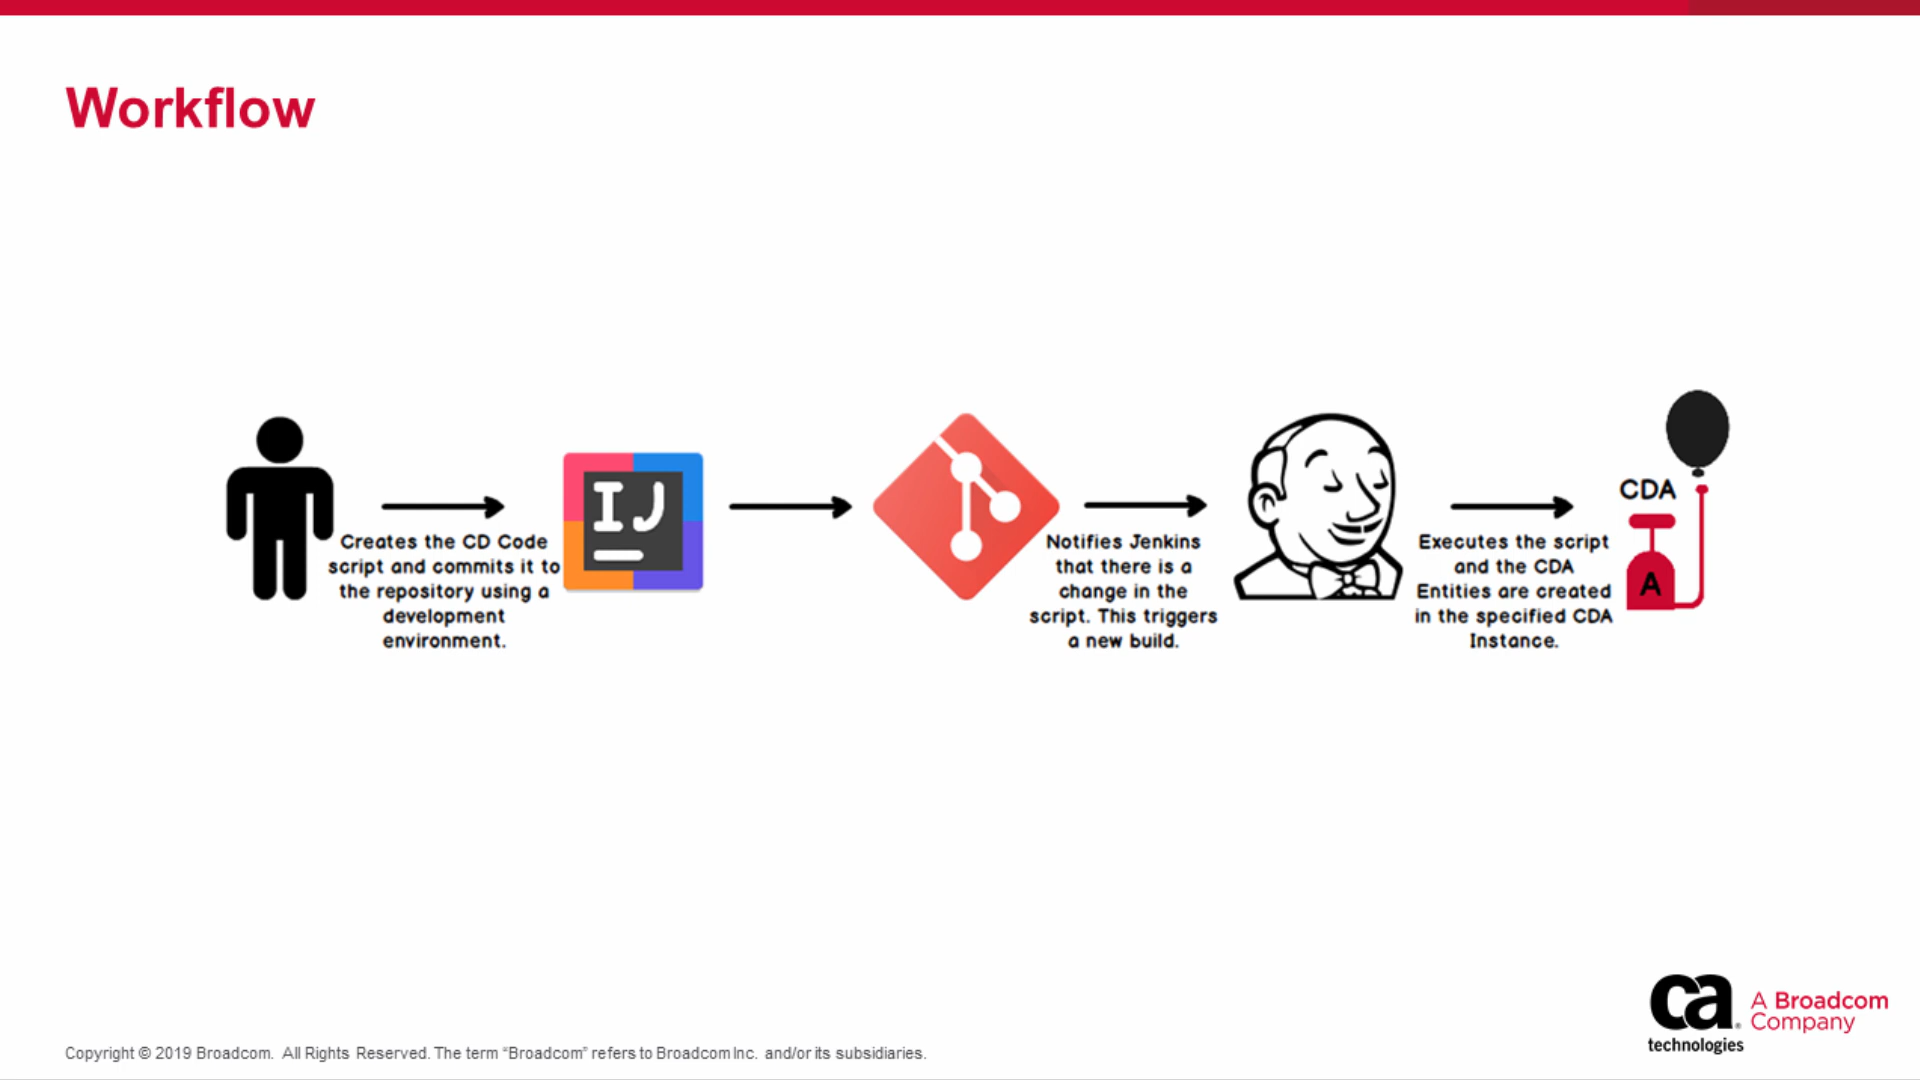 Workflow
Creates the CD Code
script and commits it to
the repository using a
development
environment.
IJ
Notifies Jenkins
that there is a
change in the
script. This triggers
a new build.
Executes the script
and the CDA
Entities are created
in the specified CDA
Instance.
CDA
A
ca
technologies
A Broadcom
Company
Copyright © 2019 Broadcom. All Rights Reserved. The term “Broadcom” refers to Broadcom Inc. and/or its subsidiaries.